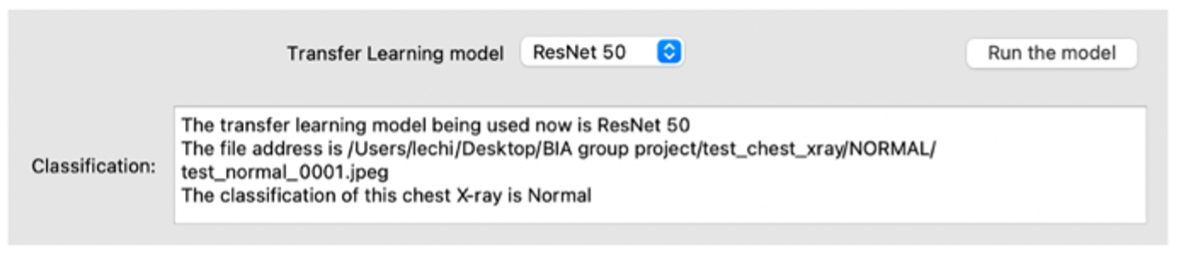 Transfer Learning model ResNet 50 Run the model
Classification:
The transfer learning model being used now is ResNet 50
The file address is /Users/lechi/Desktop/BIA group project/test_chest_xray/NORMAL/
test_normal_0001.jpeg
The classification of this chest X-ray is Normal